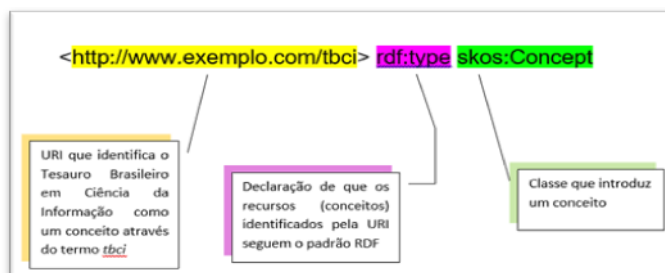 <http://www.exemplo.com/tbci> rdf:type skos:Concept
URI que identifica o
Tesauro Brasileiro
em Ciência da
Informação como
um conceito através
do termo tbci
Declaração de que os
recursos (conceitos)
identificados pela URI
seguem o padrão RDF
Classe que introduz
um conceito